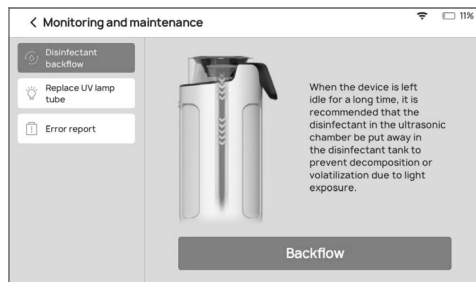 Monitoring and maintenance
11%
Disinfectant
backflow
Replace UV lamp
tube
Error report
When the device is left
idle for a long time, it is
recommended that the
disinfectant in the ultrasonic
chamber be put away in
the disinfectant tank to
prevent decomposition or
volatilization due to light
exposure.
Backflow